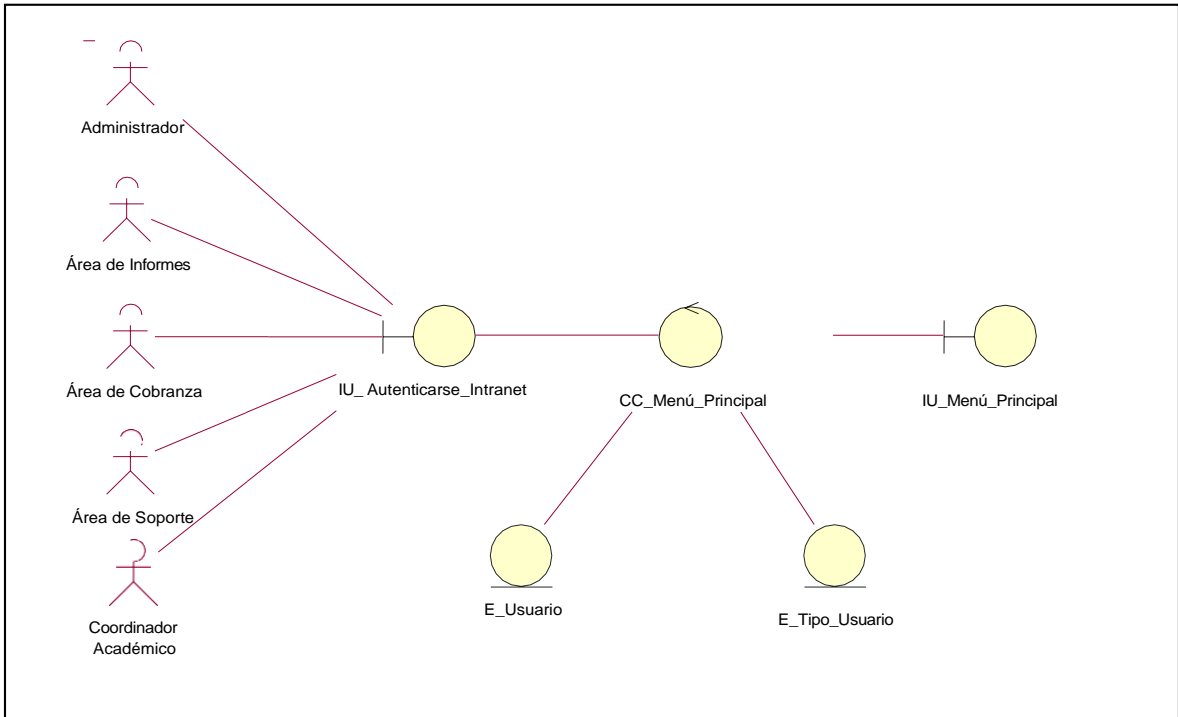 Administrador
Área de Informes
Área de Cobranza
Área de Soporte
Coordinador
Académico
IU_ Autenticarse_Intranet
CC_Menú_Principal
IU_Menú_Principal
E_Usuario
E_Tipo_Usuario